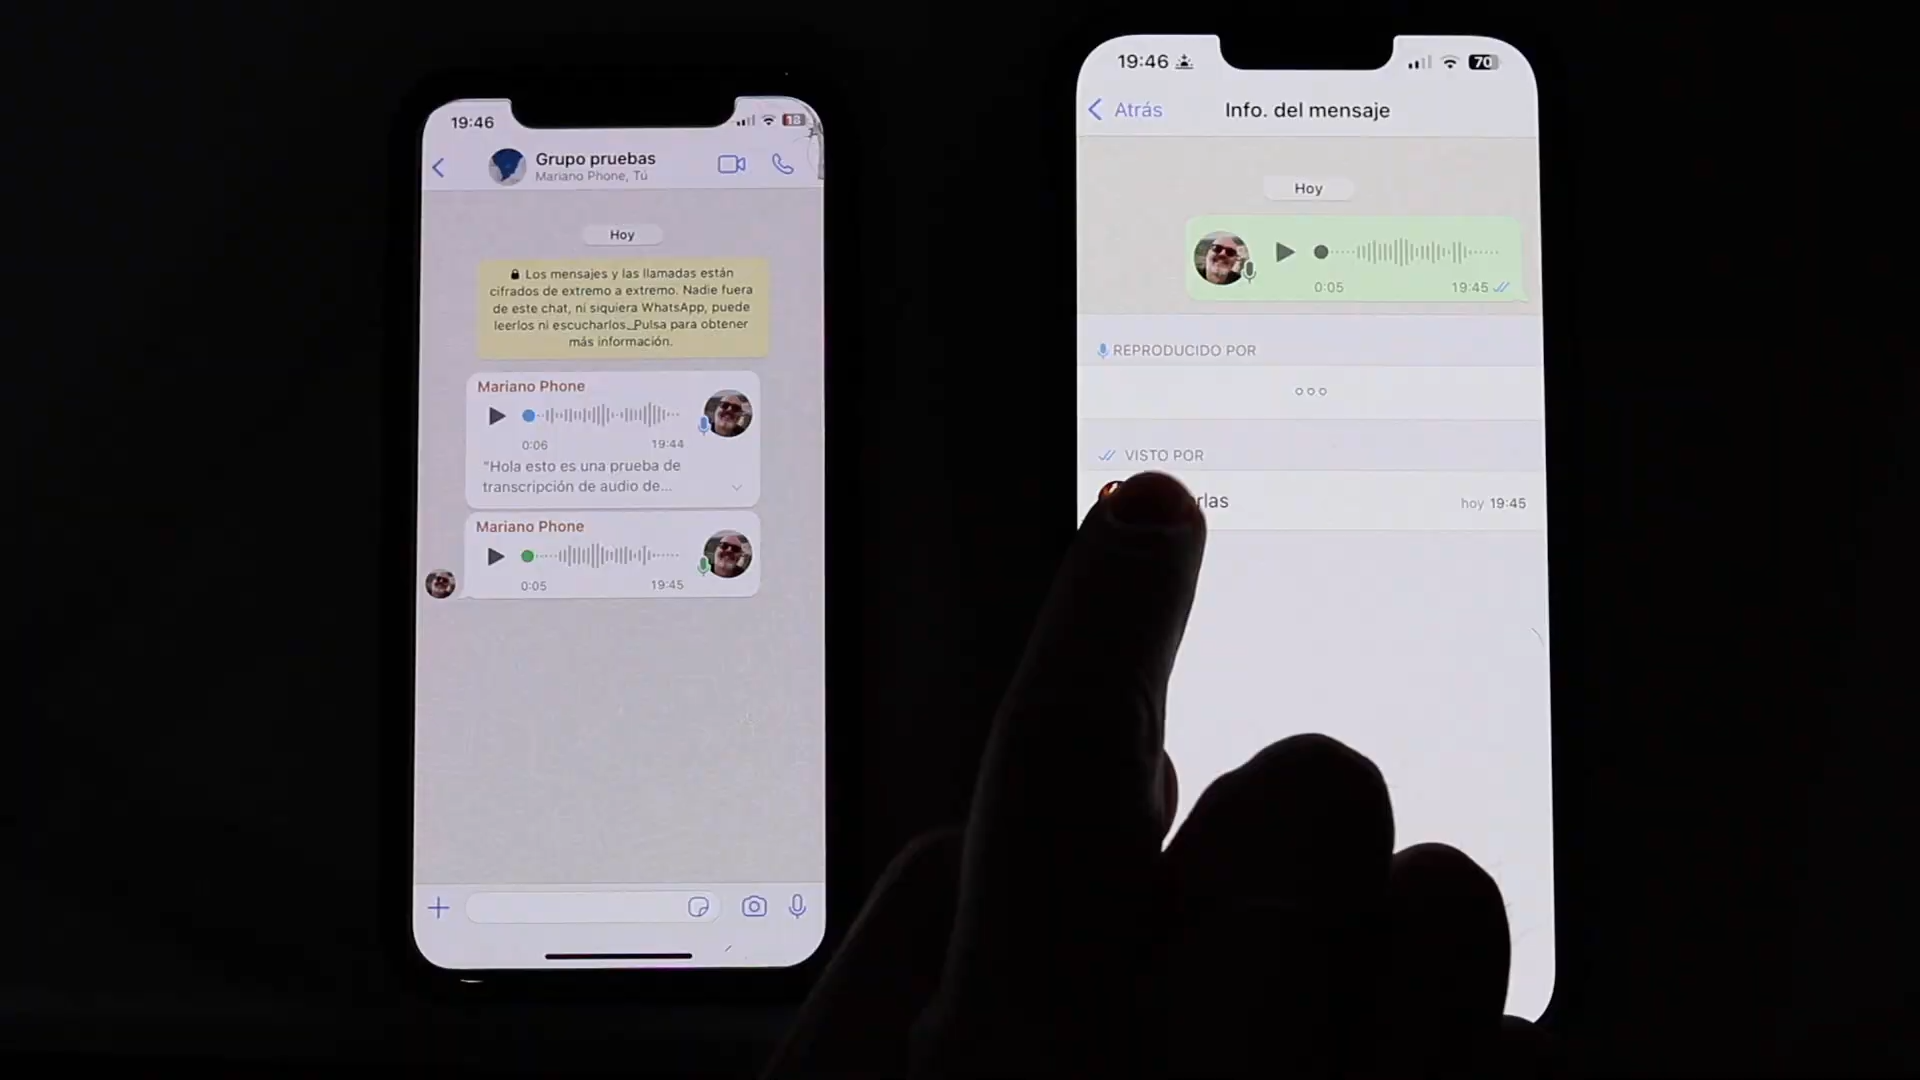 19:46
18
Grupo pruebas
Mariano Phone, Tú
Hoy
Los mensajes y las llamadas están
cifrados de extremo a extremo. Nadie fuera
de este chat, ni siquiera WhatsApp, puede
leerlos ni escucharlos. Pulsa para obtener
más información.
Mariano Phone
0:06
19:44
"Hola esto es una prueba de
transcripción de audio de...
Mariano Phone
0:05
19:45
19:46
70
Atrás
Info. del mensaje
Hoy
0:05
19:45
REPRODUCIDO POR
VISTO POR
hoy 19:45